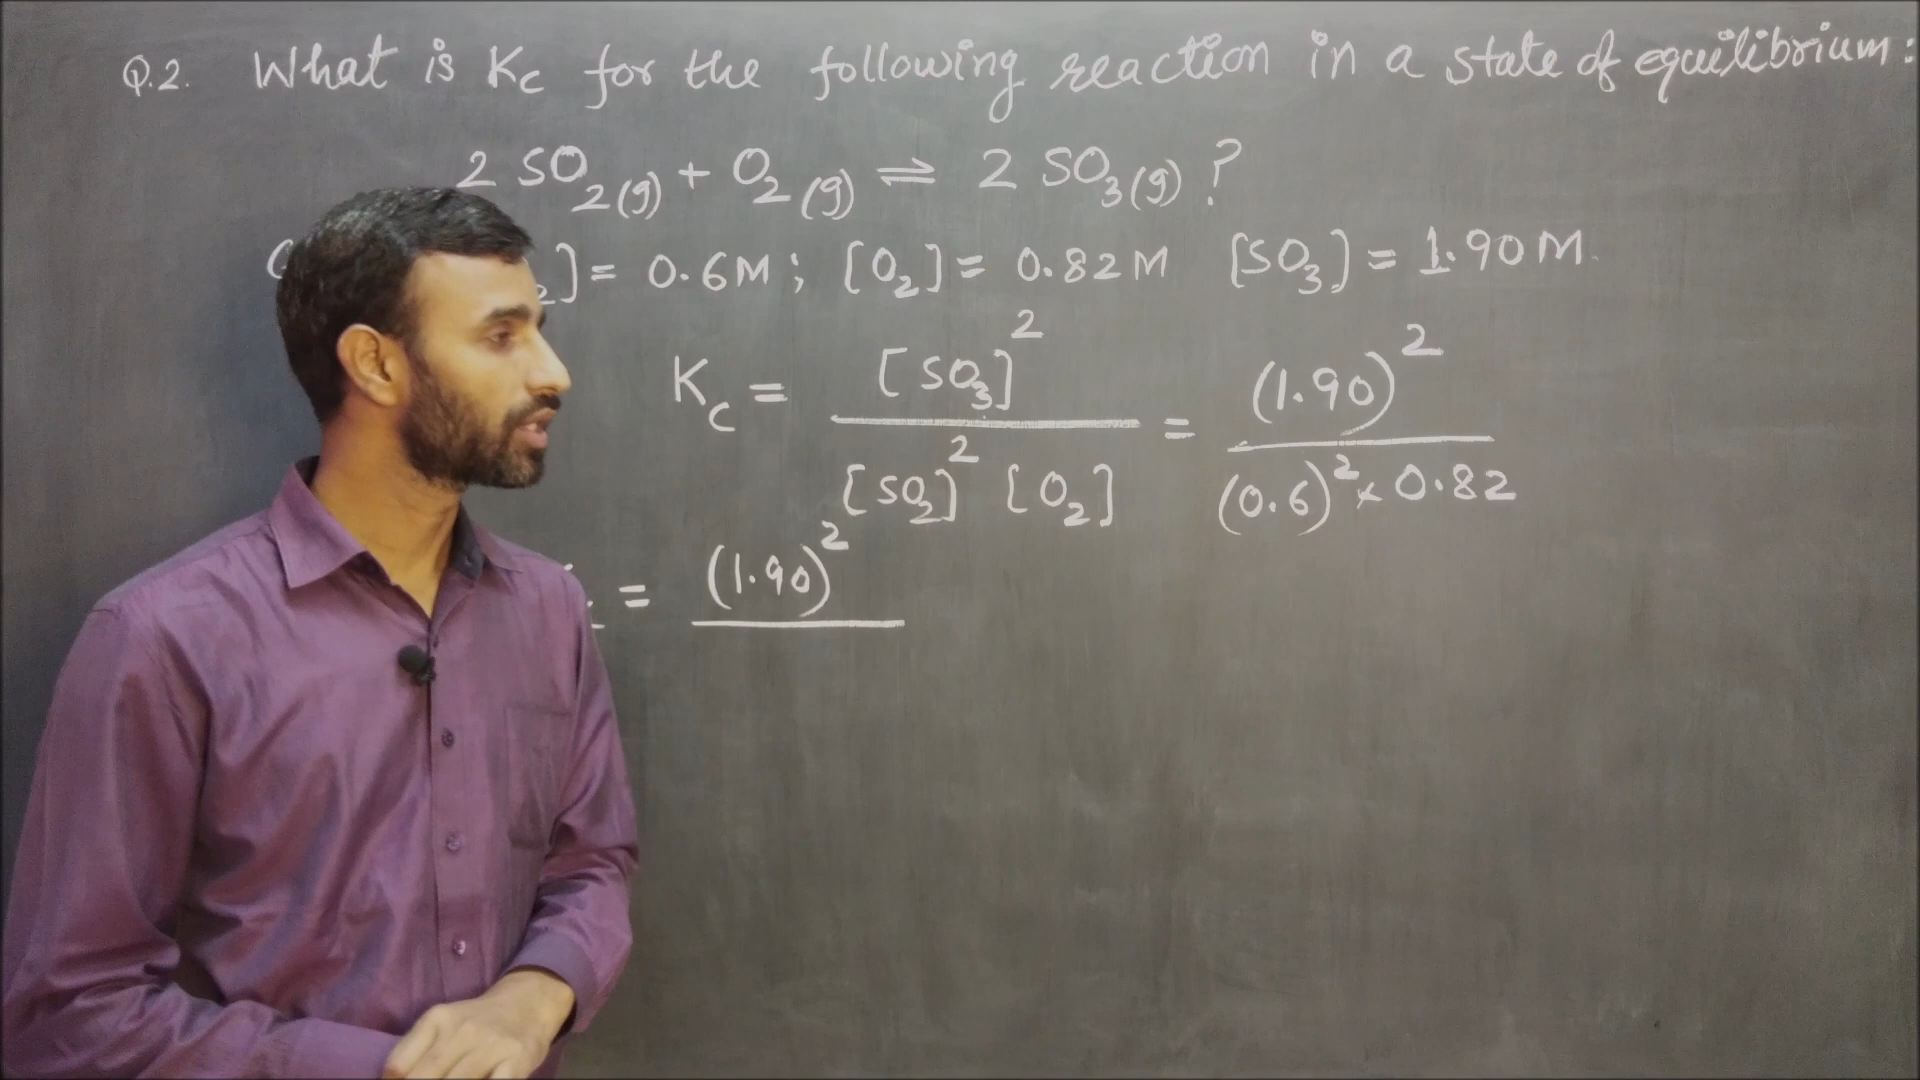 Q.2. What is Kc for the following reaction in a state of equilibrium:
2 SO2(g) + O2(g) ⇌ 2 SO3(g) ?
2] = 0.6M; [O2] = 0.82M [SO3] = 1.90M.
Kc = [SO3]² / [SO2]² [O2] = (1.90)² / (0.6)² × 0.82
= (1.90)²